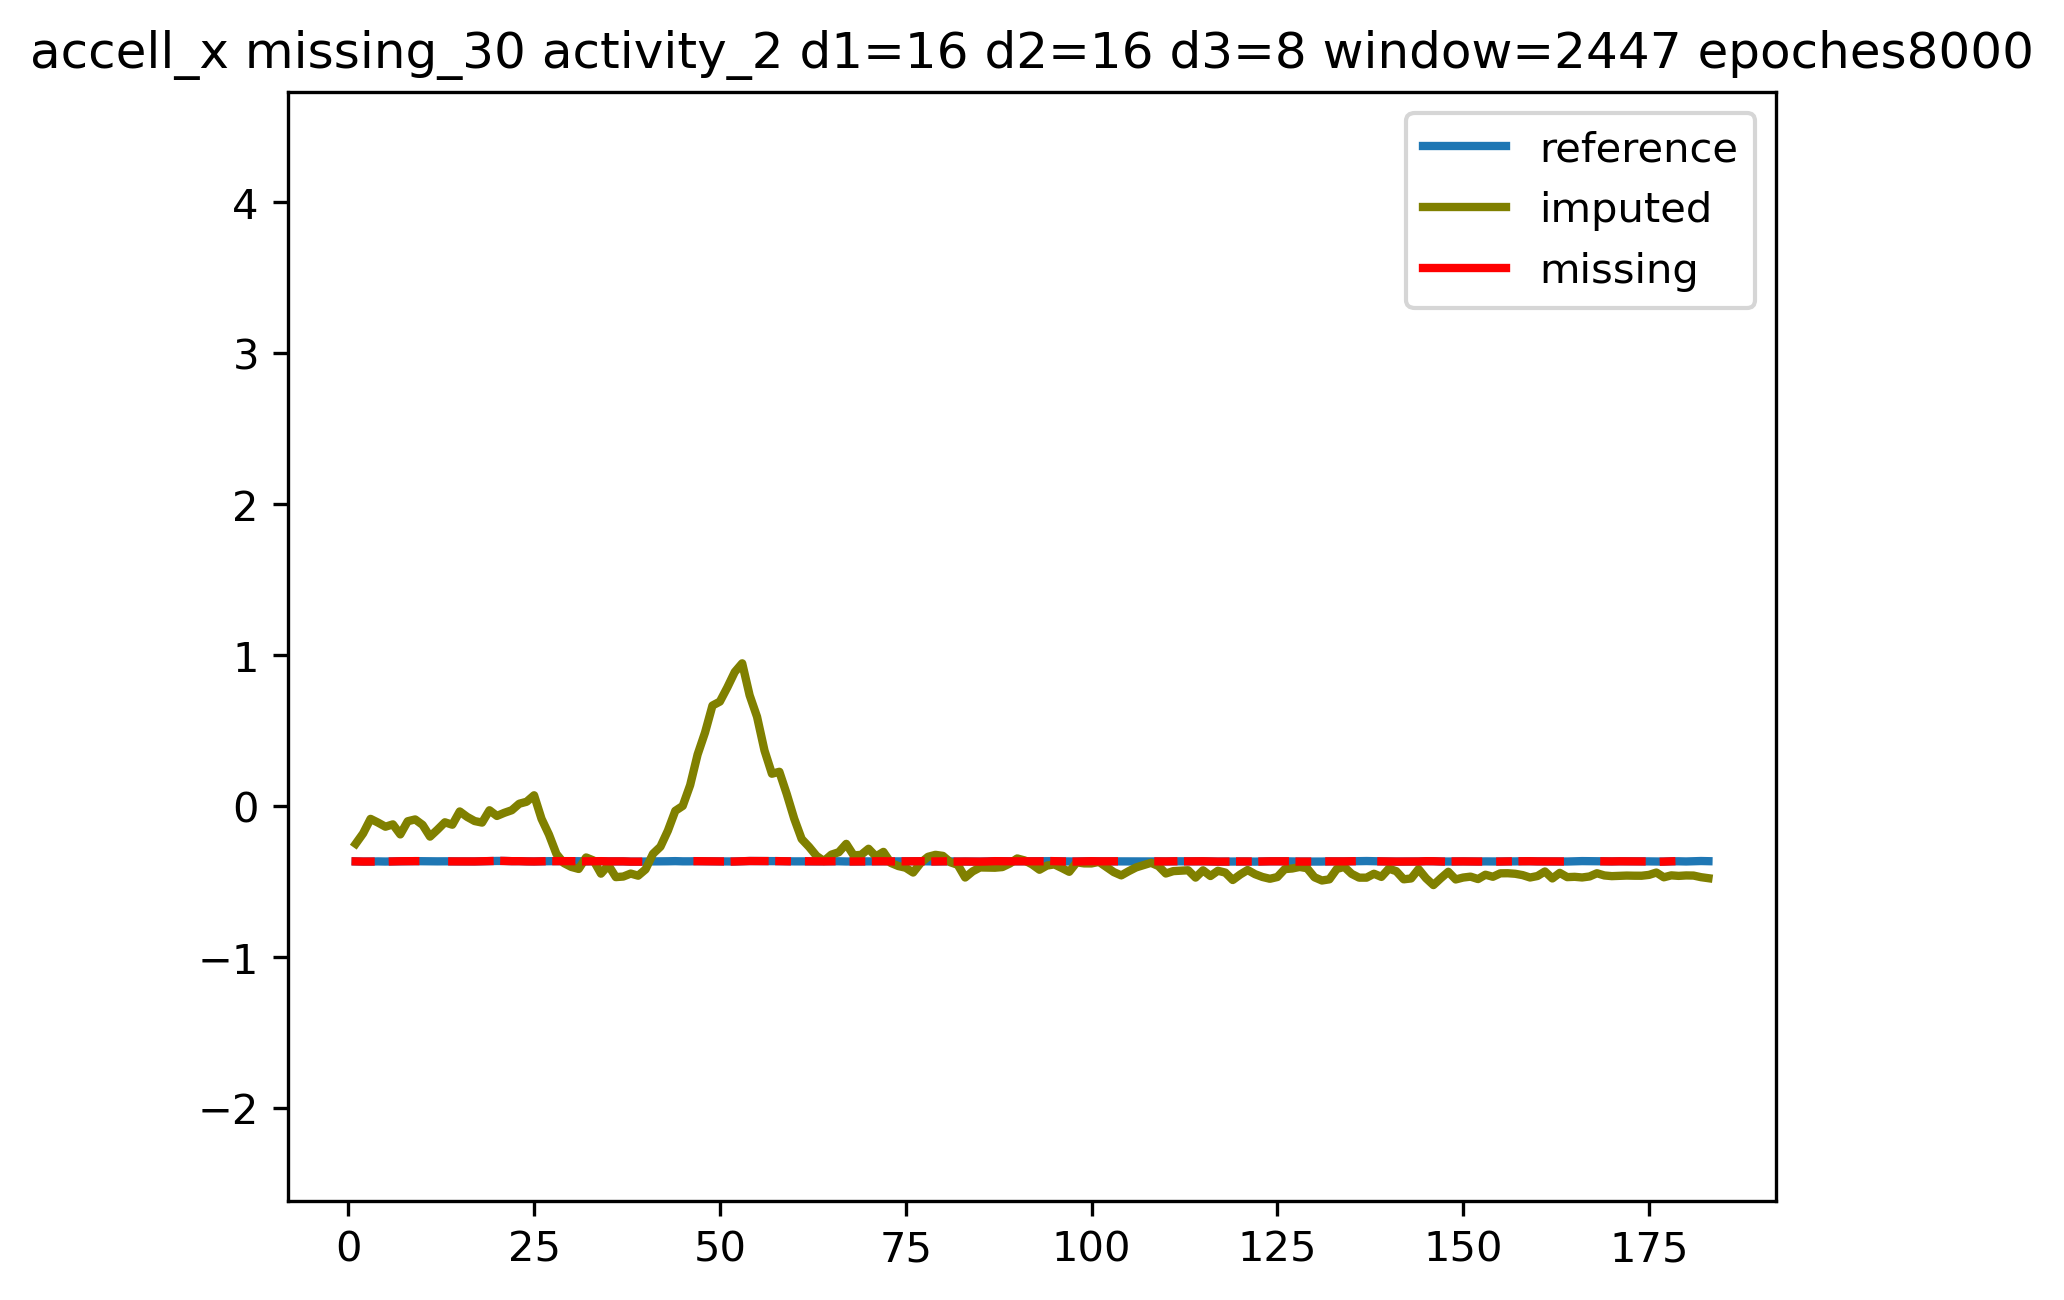 accell_x missing_30 activity_2 d1=16 d2=16 d3=8 window=2447 epoches8000
reference
imputed
missing
4
3
2
1
0
−1
−2
0 25 50 75 100 125 150 175